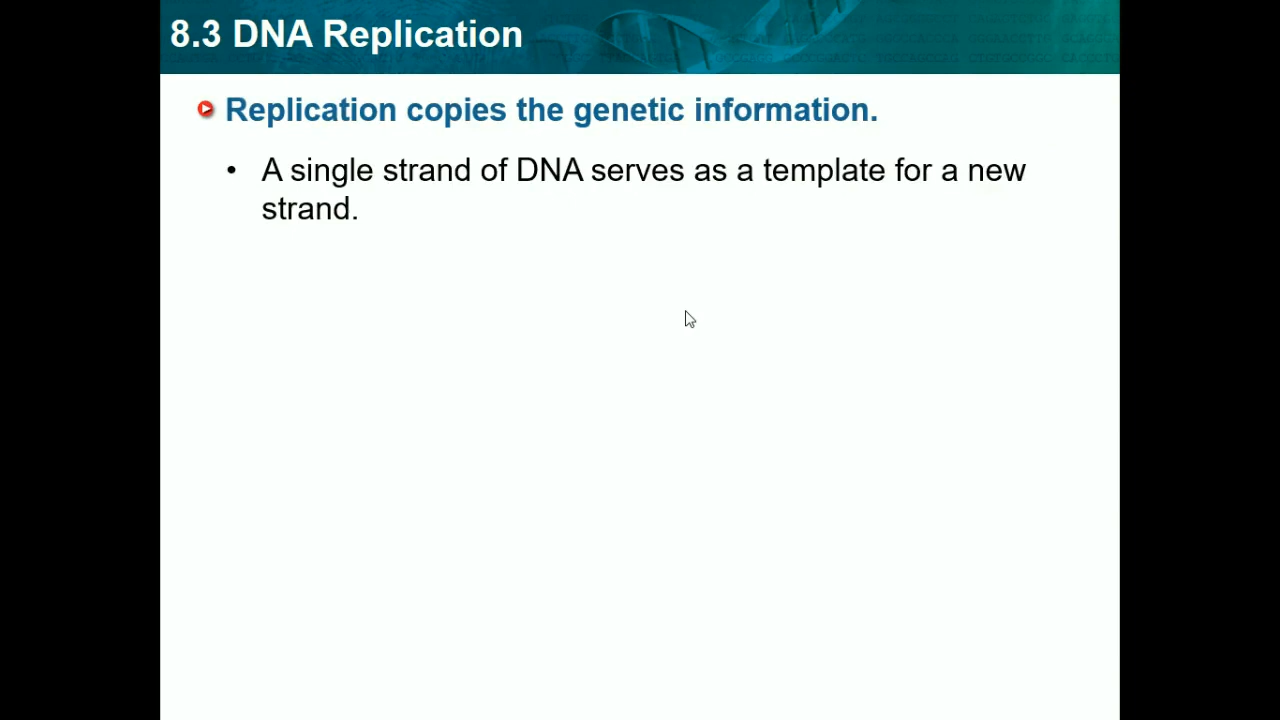 8.3 DNA Replication
Replication copies the genetic information.
• A single strand of DNA serves as a template for a new
strand.